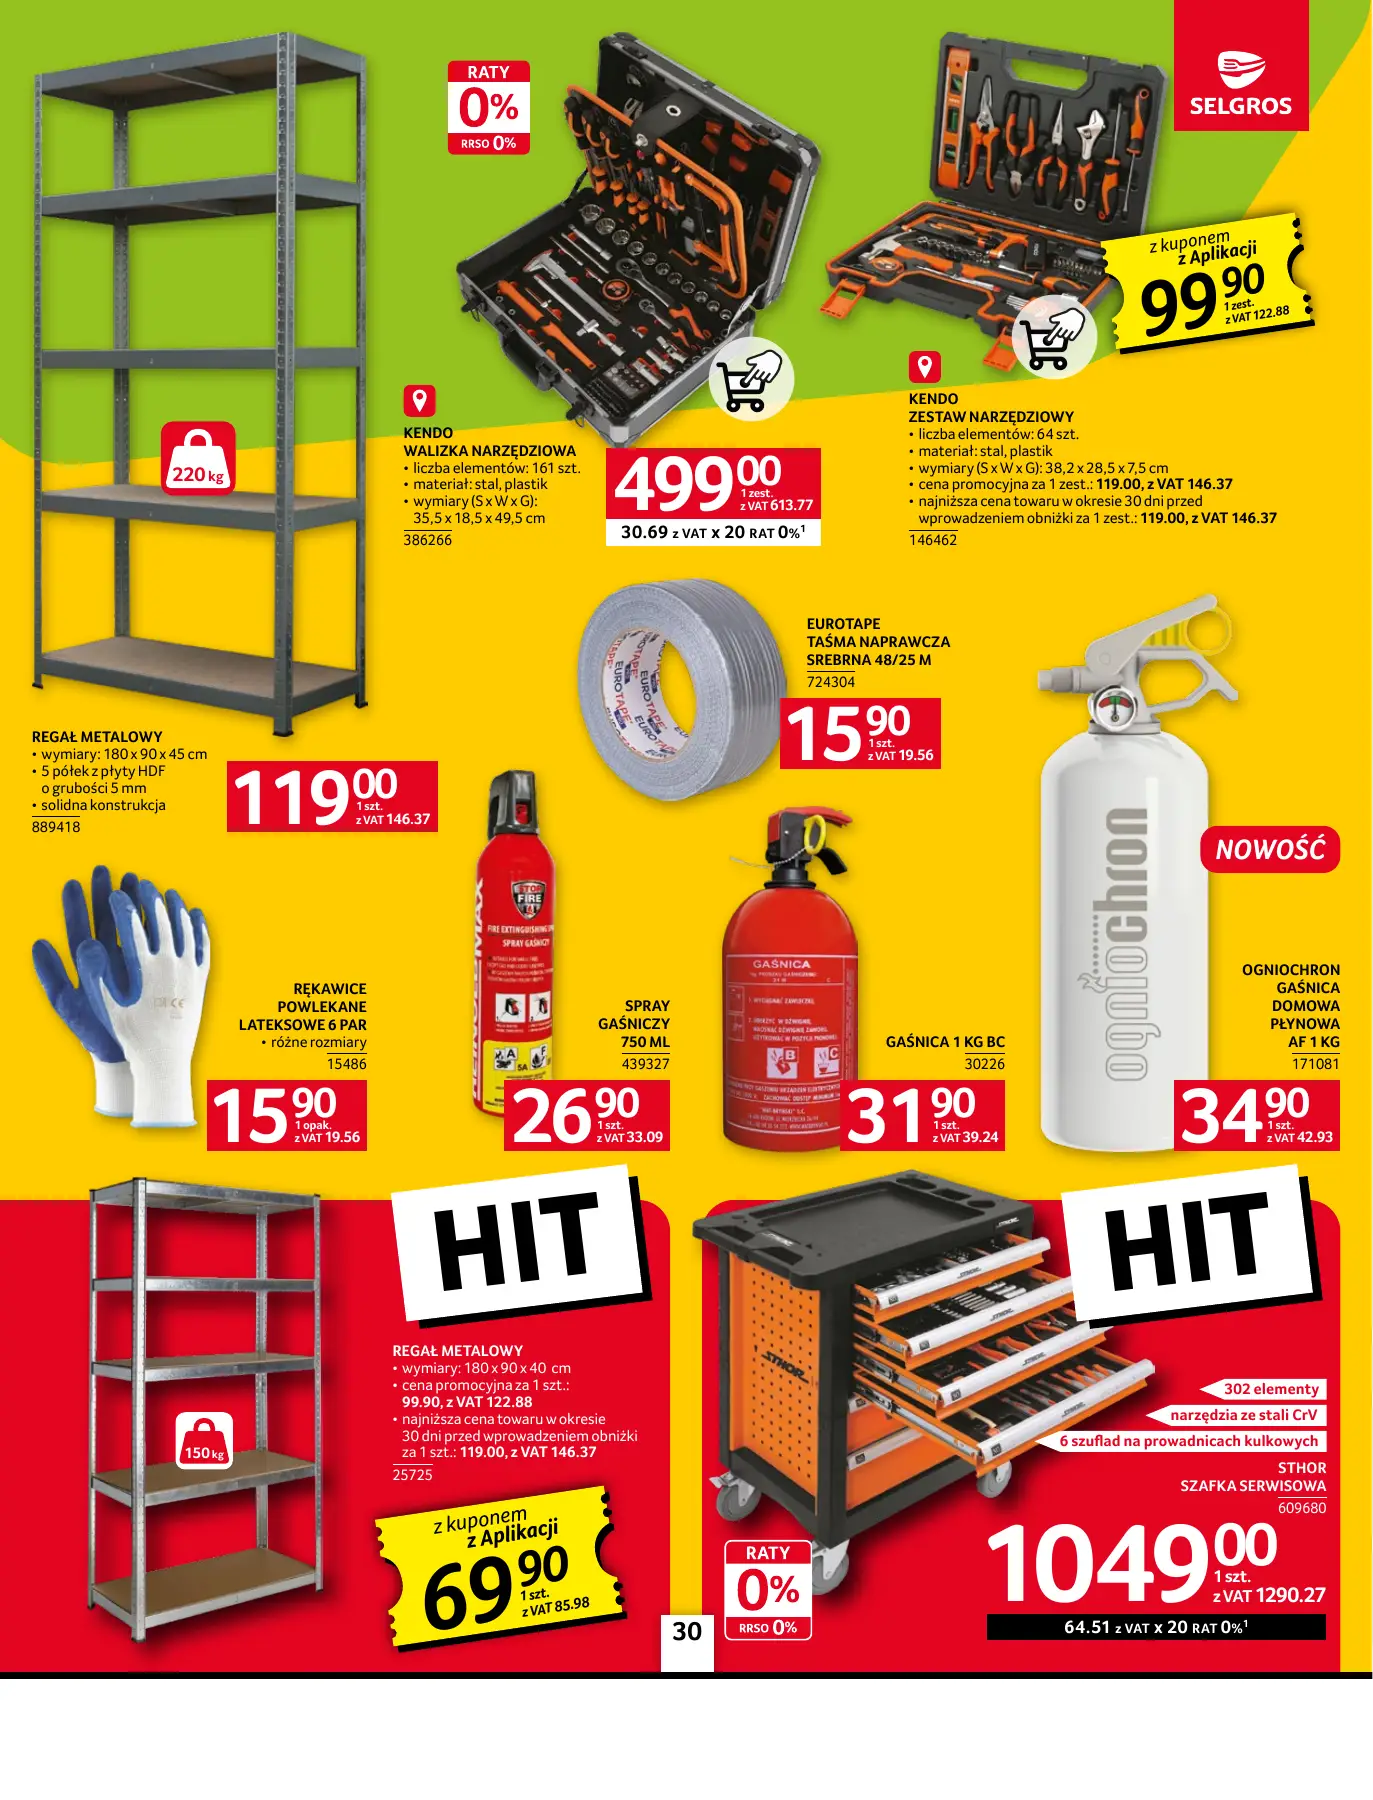 SELGROS
RATY
0%
RRSO 0%
z kuponem
z Aplikacji
99 90
1 zest.
z VAT 122.88
220 kg
KENDO
WALIZKA NARZĘDZIOWA
• liczba elementów: 161 szt.
• materiał: stal, plastik
• wymiary (S x W x G):
35,5 x 18,5 x 49,5 cm
386266
499 00
1 zest.
z VAT 613.77
30.69 z VAT x 20 RAT 0%¹
KENDO
ZESTAW NARZĘDZIOWY
• liczba elementów: 64 szt.
• materiał: stal, plastik
• wymiary (S x W x G): 38,2 x 28,5 x 7,5 cm
• cena promocyjna za 1 zest.: 119.00, z VAT 146.37
• najniższa cena towaru w okresie 30 dni przed
wprowadzeniem obniżki za 1 zest.: 119.00, z VAT 146.37
146462
REGAŁ METALOWY
• wymiary: 180 x 90 x 45 cm
• 5 półek z płyty HDF
o grubości 5 mm
• solidna konstrukcja
889418
119 00
1 szt.
z VAT 146.37
EUROTAPE
EUROTAPE
TAŚMA NAPRAWCZA
SREBRNA 48/25 M
724304
15 90
1 szt.
z VAT 19.56
NOWOŚĆ
RĘKAWICE
POWLEKANE
LATEKSOWE 6 PAR
• różne rozmiary
15486
15 90
1 opak.
z VAT 19.56
STOP
FIRE
SPRAY GAŚNICZY
SPRAY
GAŚNICZY
750 ML
439327
26 90
1 szt.
z VAT 33.09
GAŚNICA
B
C
GAŚNICA 1 KG BC
30226
31 90
1 szt.
z VAT 39.24
ogniochron
OGNIOCHRON
GAŚNICA
DOMOWA
PŁYNOWA
AF 1 KG
171081
34 90
1 szt.
z VAT 42.93
HIT
150 kg
REGAŁ METALOWY
• wymiary: 180 x 90 x 40 cm
• cena promocyjna za 1 szt.:
99.90, z VAT 122.88
• najniższa cena towaru w okresie
30 dni przed wprowadzeniem obniżki
za 1 szt.: 119.00, z VAT 146.37
25725
z kuponem
z Aplikacji
69 90
1 szt.
z VAT 85.98
HIT
STHOR
302 elementy
narzędzia ze stali CrV
6 szuflad na prowadnicach kulkowych
STHOR
SZAFKA SERWISOWA
609680
RATY
0%
RRSO 0%
1049 00
1 szt.
z VAT 1290.27
64.51 z VAT x 20 RAT 0%¹
30